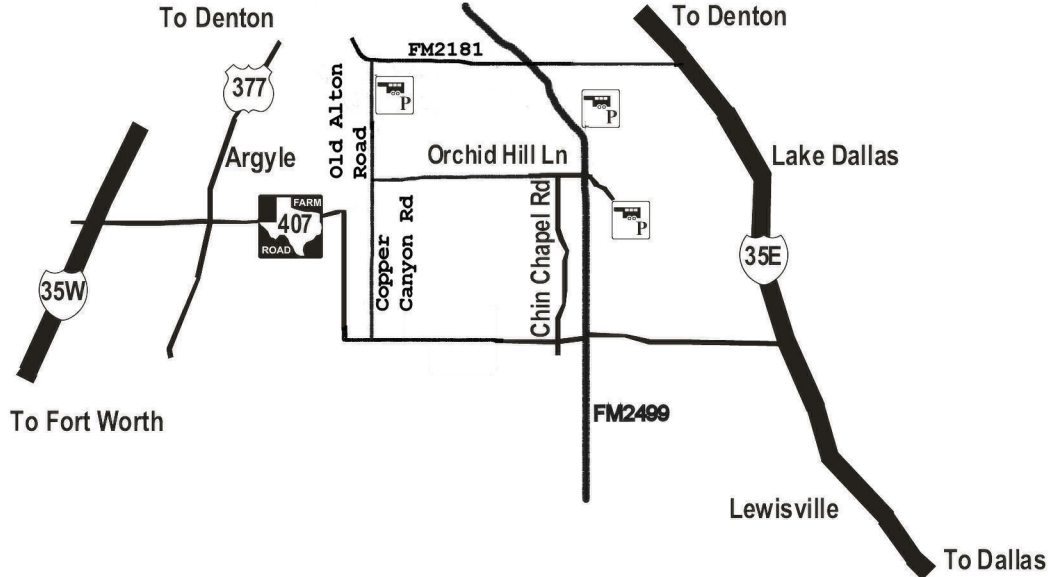 To Denton
To Denton
FM2181
377
Old Alton
Road
P
P
Argyle
Orchid Hill Ln
Lake Dallas
FARM
407
ROAD
Copper
Canyon Rd
Chin Chapel Rd
P
35E
35W
To Fort Worth
FM2499
Lewisville
To Dallas